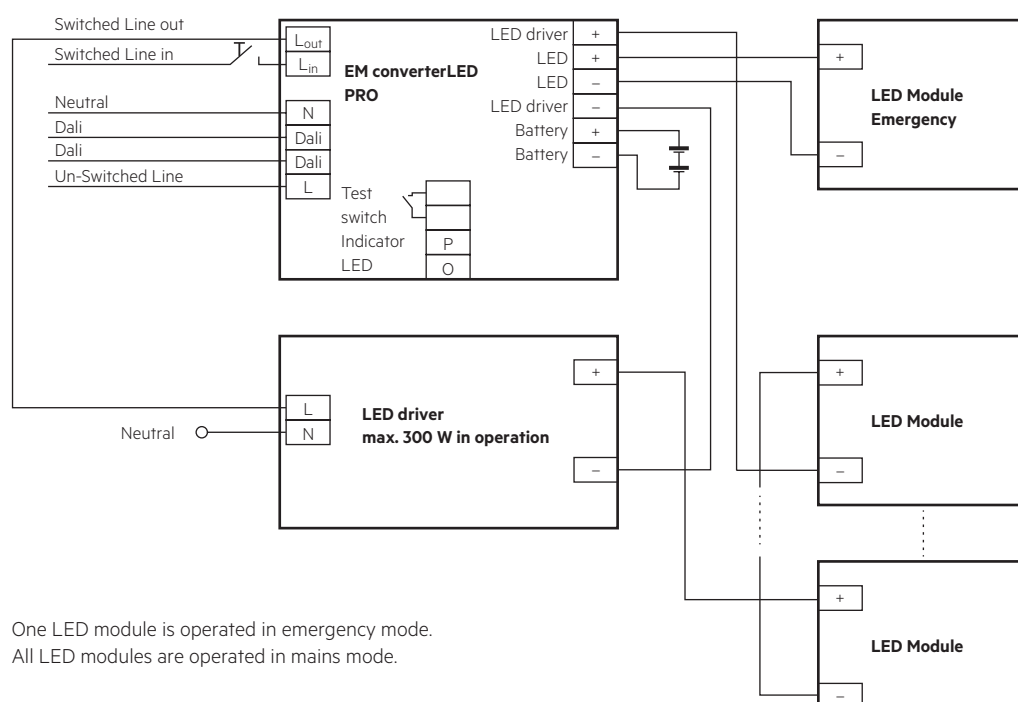 Switched Line out
Switched Line in
Neutral
Dali
Dali
Un-Switched Line
Lout
Lin
N
Dali
Dali
L
EM converterLED
PRO
Test
switch
Indicator
LED
P
O
LED driver +
LED +
LED –
LED driver –
Battery +
Battery –
+
–
LED Module
Emergency
Neutral
L
N
LED driver
max. 300 W in operation
+
–
+
–
LED Module
+
–
LED Module
One LED module is operated in emergency mode.
All LED modules are operated in mains mode.